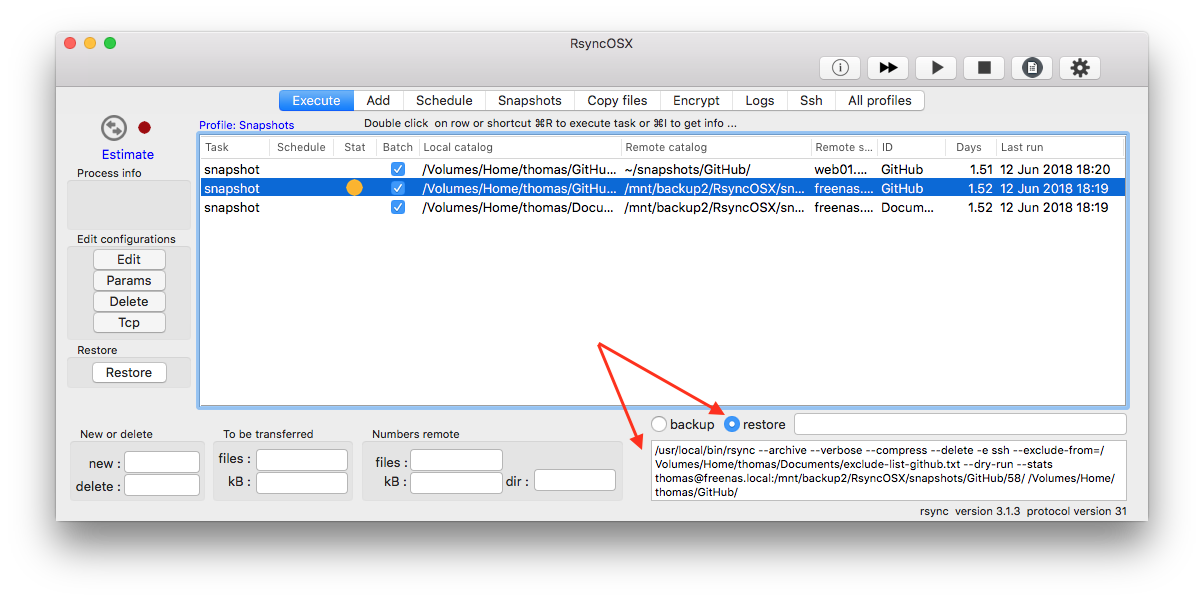 RsyncOSX
Execute Add Schedule Snapshots Copy files Encrypt Logs Ssh All profiles
Profile: Snapshots Double click on row or shortcut ⌘R to execute task or ⌘I to get info ...
Estimate
Process info
Task Schedule Stat Batch Local catalog Remote catalog Remote s... ID Days Last run
snapshot /Volumes/Home/thomas/GitHu... ~/snapshots/GitHub/ web01.... GitHub 1.51 12 Jun 2018 18:20
snapshot /Volumes/Home/thomas/GitHu... /mnt/backup2/RsyncOSX/sn... freenas.... GitHub 1.52 12 Jun 2018 18:19
snapshot /Volumes/Home/thomas/Docu... /mnt/backup2/RsyncOSX/sn... freenas.... Docum... 1.52 12 Jun 2018 18:19
Edit configurations
Edit
Params
Delete
Tcp
Restore
Restore
backup restore
New or delete To be transferred Numbers remote
new : files : files :
delete : kB : kB : dir :
/usr/local/bin/rsync --archive --verbose --compress --delete -e ssh --exclude-from=/
Volumes/Home/thomas/Documents/exclude-list-github.txt --dry-run --stats
thomas@freenas.local:/mnt/backup2/RsyncOSX/snapshots/GitHub/58/ /Volumes/Home/
thomas/GitHub/
rsync version 3.1.3 protocol version 31